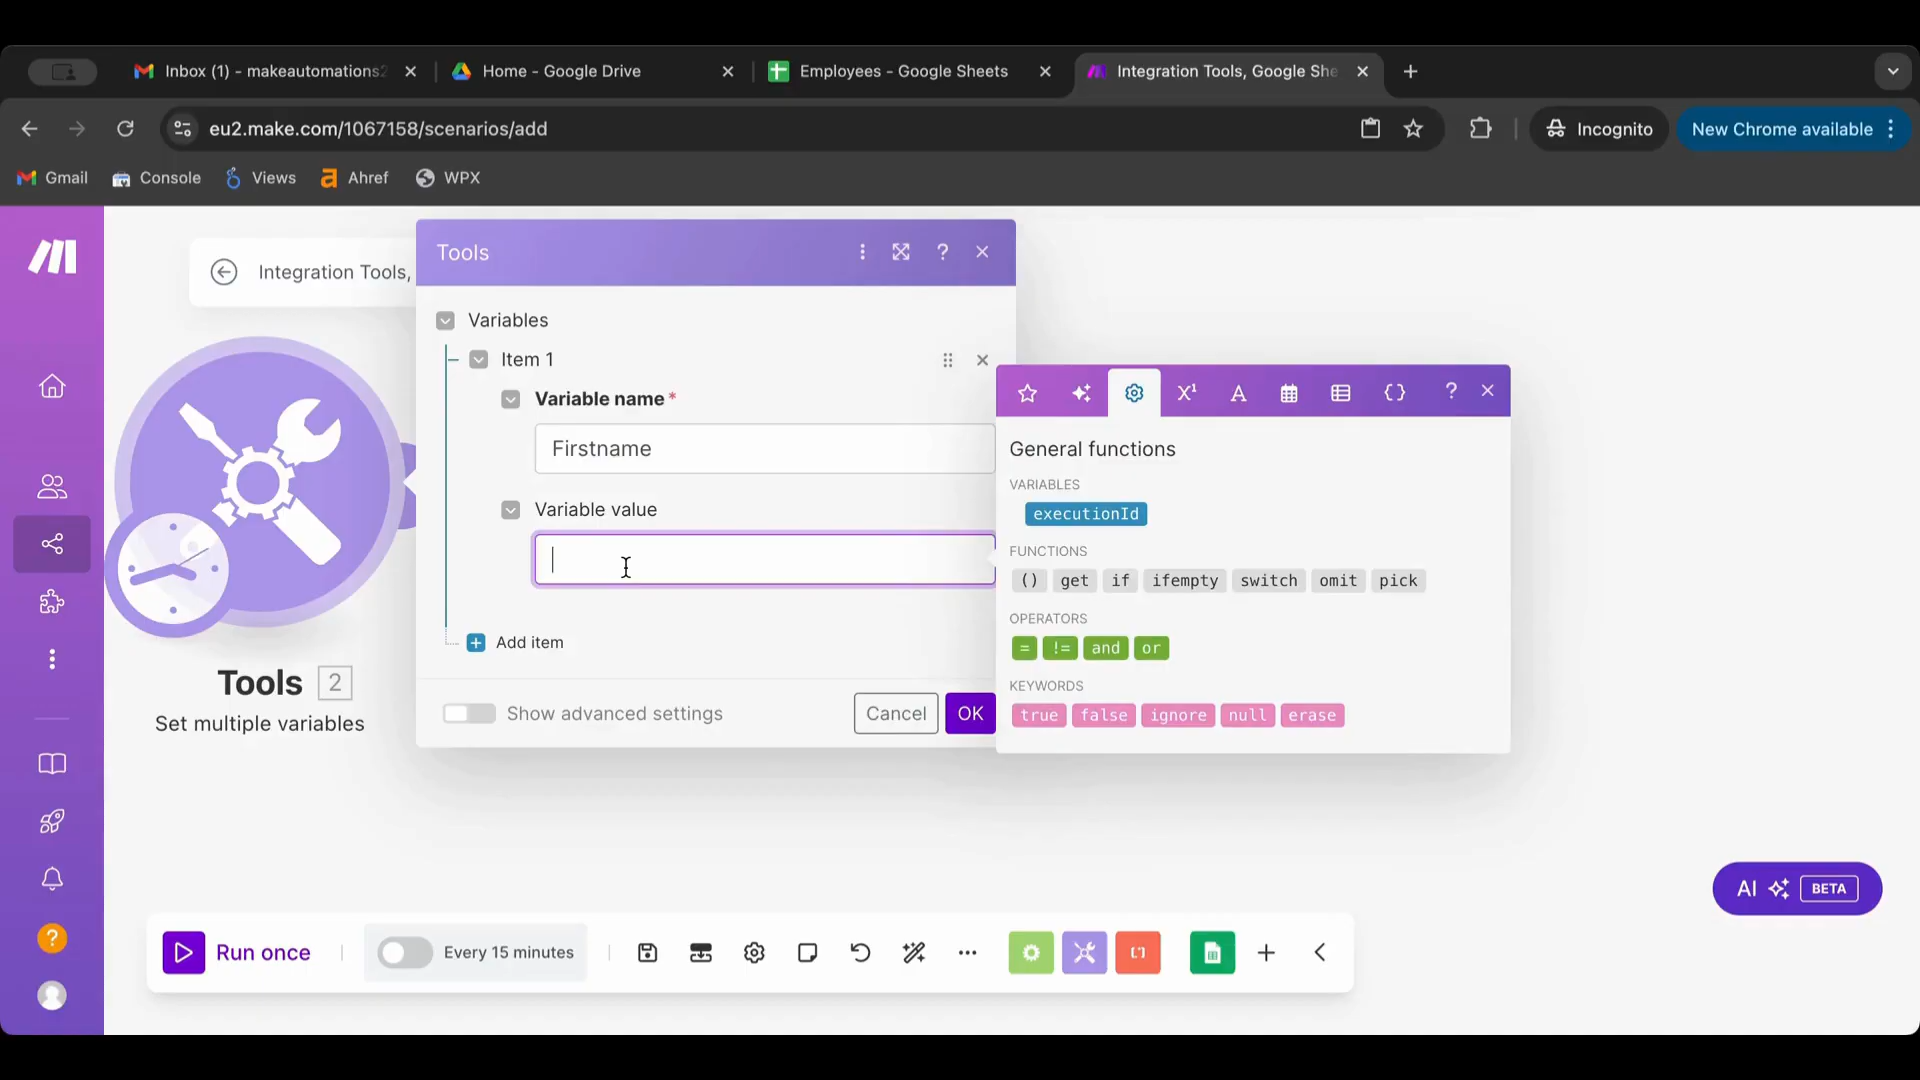 Inbox (1) - makeautomations2
Home - Google Drive
Employees - Google Sheets
Integration Tools, Google She
eu2.make.com/1067158/scenarios/add
Incognito
New Chrome available
Gmail
Console
Views
Ahref
WPX
Integration Tools,
Tools
Variables
Item 1
Variable name*
Firstname
Variable value
Add item
Show advanced settings
Cancel
OK
General functions
VARIABLES
executionId
FUNCTIONS
() get if ifempty switch omit pick
OPERATORS
= != and or
KEYWORDS
true false ignore null erase
Tools 2
Set multiple variables
AI BETA
Run once
Every 15 minutes